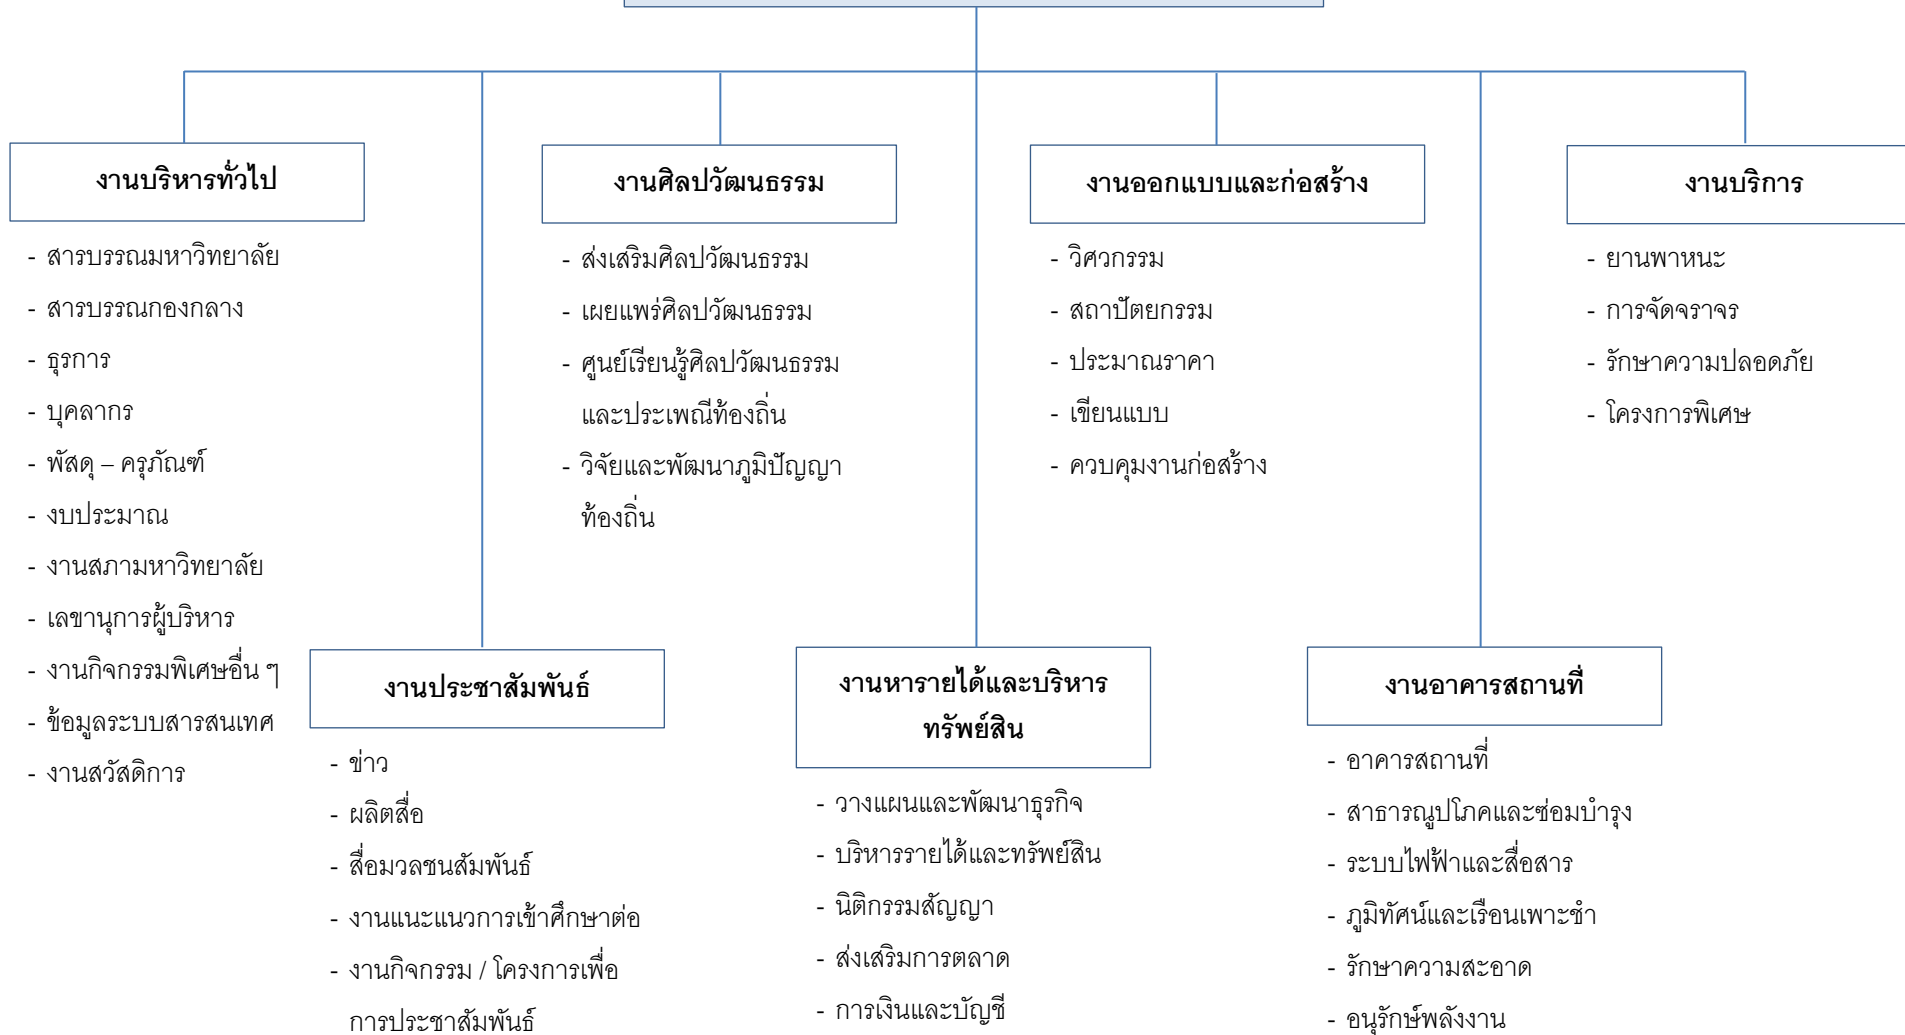 งานบริหารทั่วไป
- สารบรรณมหาวิทยาลัย
- สารบรรณกองกลาง
- ธุรการ
- บุคลากร
- พัสดุ – ครุภัณฑ์
- งบประมาณ
- งานสภามหาวิทยาลัย
- เลขานุการผู้บริหาร
- งานกิจกรรมพิเศษอื่น ๆ
- ข้อมูลระบบสารสนเทศ
- งานสวัสดิการ
งานศิลปวัฒนธรรม
- ส่งเสริมศิลปวัฒนธรรม
- เผยแพร่ศิลปวัฒนธรรม
- ศูนย์เรียนรู้ศิลปวัฒนธรรม
และประเพณีท้องถิ่น
- วิจัยและพัฒนาภูมิปัญญา
ท้องถิ่น
งานออกแบบและก่อสร้าง
- วิศวกรรม
- สถาปัตยกรรม
- ประมาณราคา
- เขียนแบบ
- ควบคุมงานก่อสร้าง
งานบริการ
- ยานพาหนะ
- การจัดจราจร
- รักษาความปลอดภัย
- โครงการพิเศษ
งานประชาสัมพันธ์
- ข่าว
- ผลิตสื่อ
- สื่อมวลชนสัมพันธ์
- งานแนะแนวการเข้าศึกษาต่อ
- งานกิจกรรม / โครงการเพื่อ
การประชาสัมพันธ์
งานหารายได้และบริหาร
ทรัพย์สิน
- วางแผนและพัฒนาธุรกิจ
- บริหารรายได้และทรัพย์สิน
- นิติกรรมสัญญา
- ส่งเสริมการตลาด
- การเงินและบัญชี
งานอาคารสถานที่
- อาคารสถานที่
- สาธารณูปโภคและซ่อมบำรุง
- ระบบไฟฟ้าและสื่อสาร
- ภูมิทัศน์และเรือนเพาะชำ
- รักษาความสะอาด
- อนุรักษ์พลังงาน